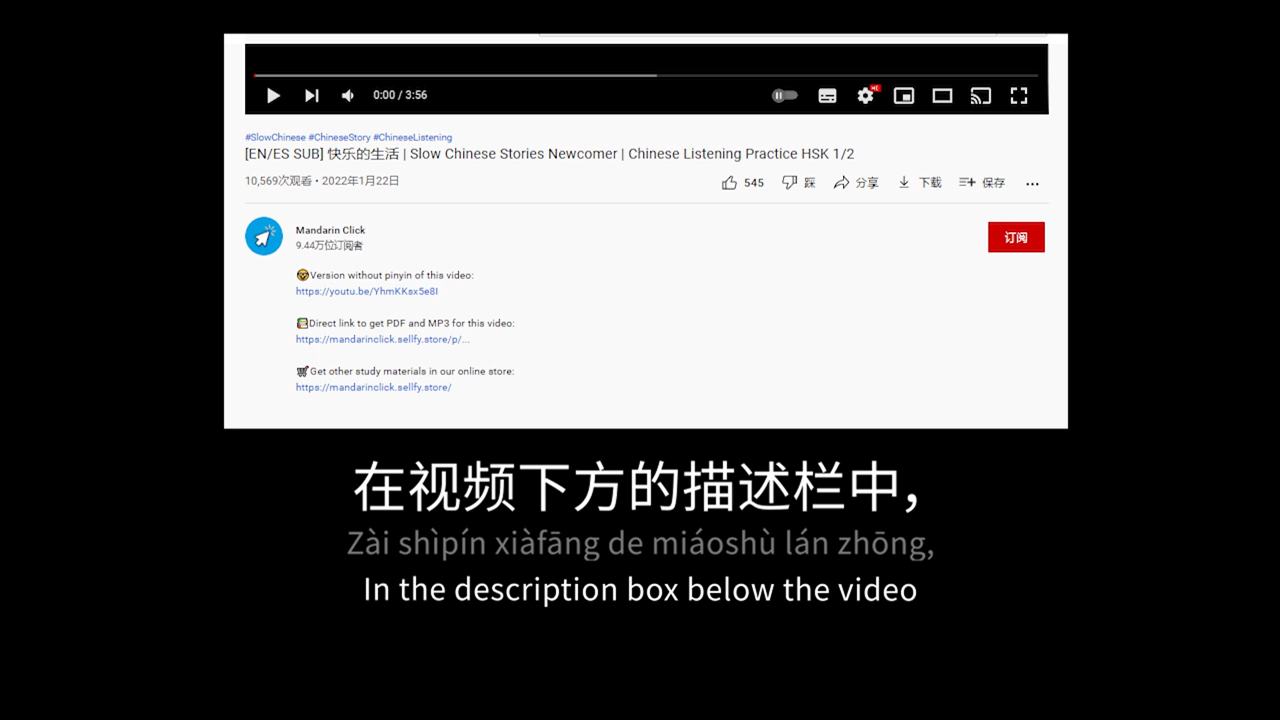 0:00 / 3:56
#SlowChinese #ChineseStory #ChineseListening
[EN/ES SUB] 快乐的生活 | Slow Chinese Stories Newcomer | Chinese Listening Practice HSK 1/2
10,569次观看 • 2022年1月22日
545 踩 分享 下载 保存 ...
Mandarin Click
9.44万位订阅者
订阅
Version without pinyin of this video:
https://youtu.be/YhmKKsx5e8I
Direct link to get PDF and MP3 for this video:
https://mandarinclick.sellfy.store/p/...
Get other study materials in our online store:
https://mandarinclick.sellfy.store/
在视频下方的描述栏中，
Zài shìpín xiàfāng de miáoshù lán zhōng,
In the description box below the video